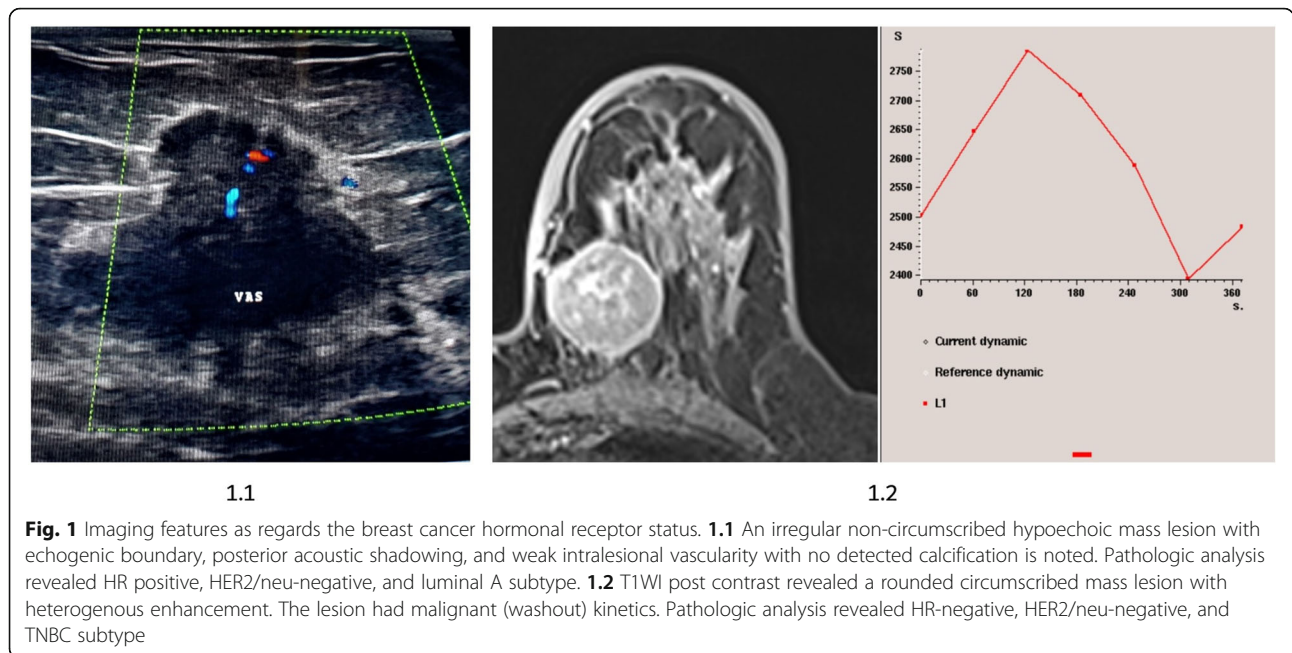 VAS
S
2750
2700
2650
2600
2550
2500
2450
2400
0 60 120 180 240 300 360
s.
Current dynamic
Reference dynamic
L1
1.1 1.2
Fig. 1 Imaging features as regards the breast cancer hormonal receptor status. 1.1 An irregular non-circumscribed hypoechoic mass lesion with
echogenic boundary, posterior acoustic shadowing, and weak intralesional vascularity with no detected calcification is noted. Pathologic analysis
revealed HR positive, HER2/neu-negative, and luminal A subtype. 1.2 T1WI post contrast revealed a rounded circumscribed mass lesion with
heterogenous enhancement. The lesion had malignant (washout) kinetics. Pathologic analysis revealed HR-negative, HER2/neu-negative, and
TNBC subtype